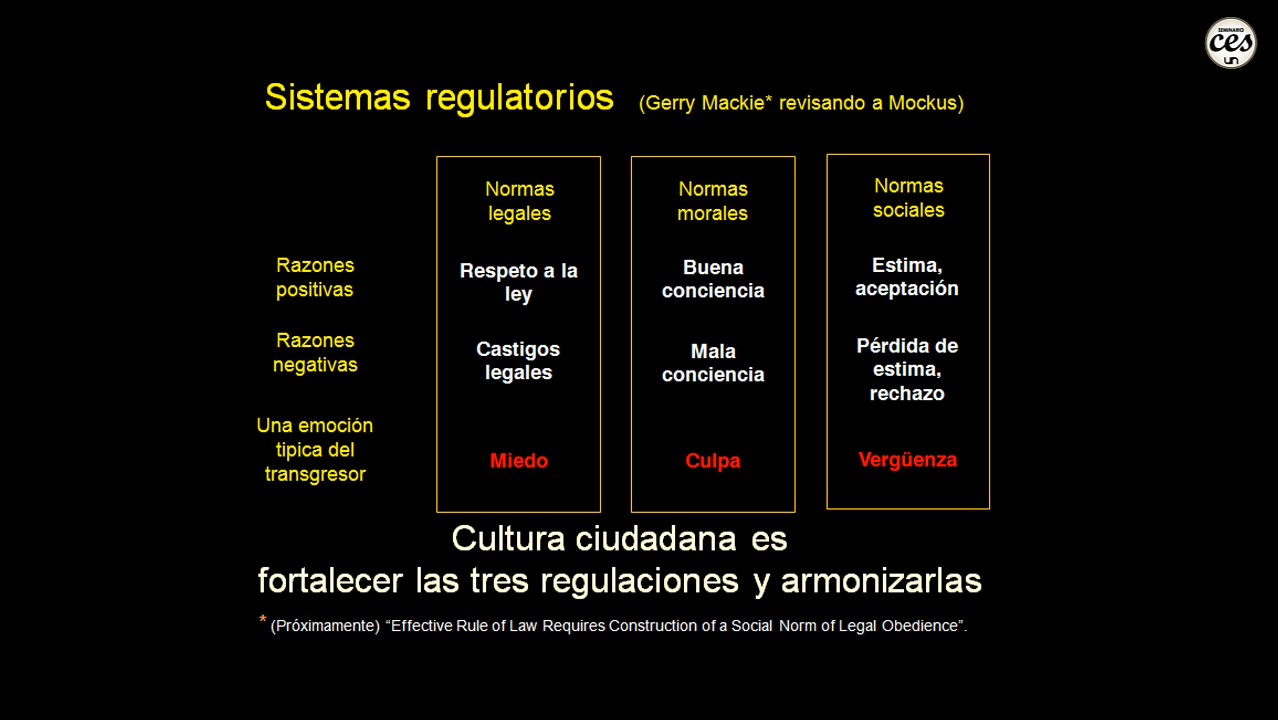 SEMINARIO
ces
un
Sistemas regulatorios (Gerry Mackie* revisando a Mockus)
Normas
legales
Normas
morales
Normas
sociales
Razones
positivas
Respeto a la
ley
Buena
conciencia
Estima,
aceptación
Razones
negativas
Castigos
legales
Mala
conciencia
Pérdida de
estima,
rechazo
Una emoción
tipica del
transgresor
Miedo
Culpa
Vergüenza
Cultura ciudadana es
fortalecer las tres regulaciones y armonizarlas
* (Próximamente) “Effective Rule of Law Requires Construction of a Social Norm of Legal Obedience”.